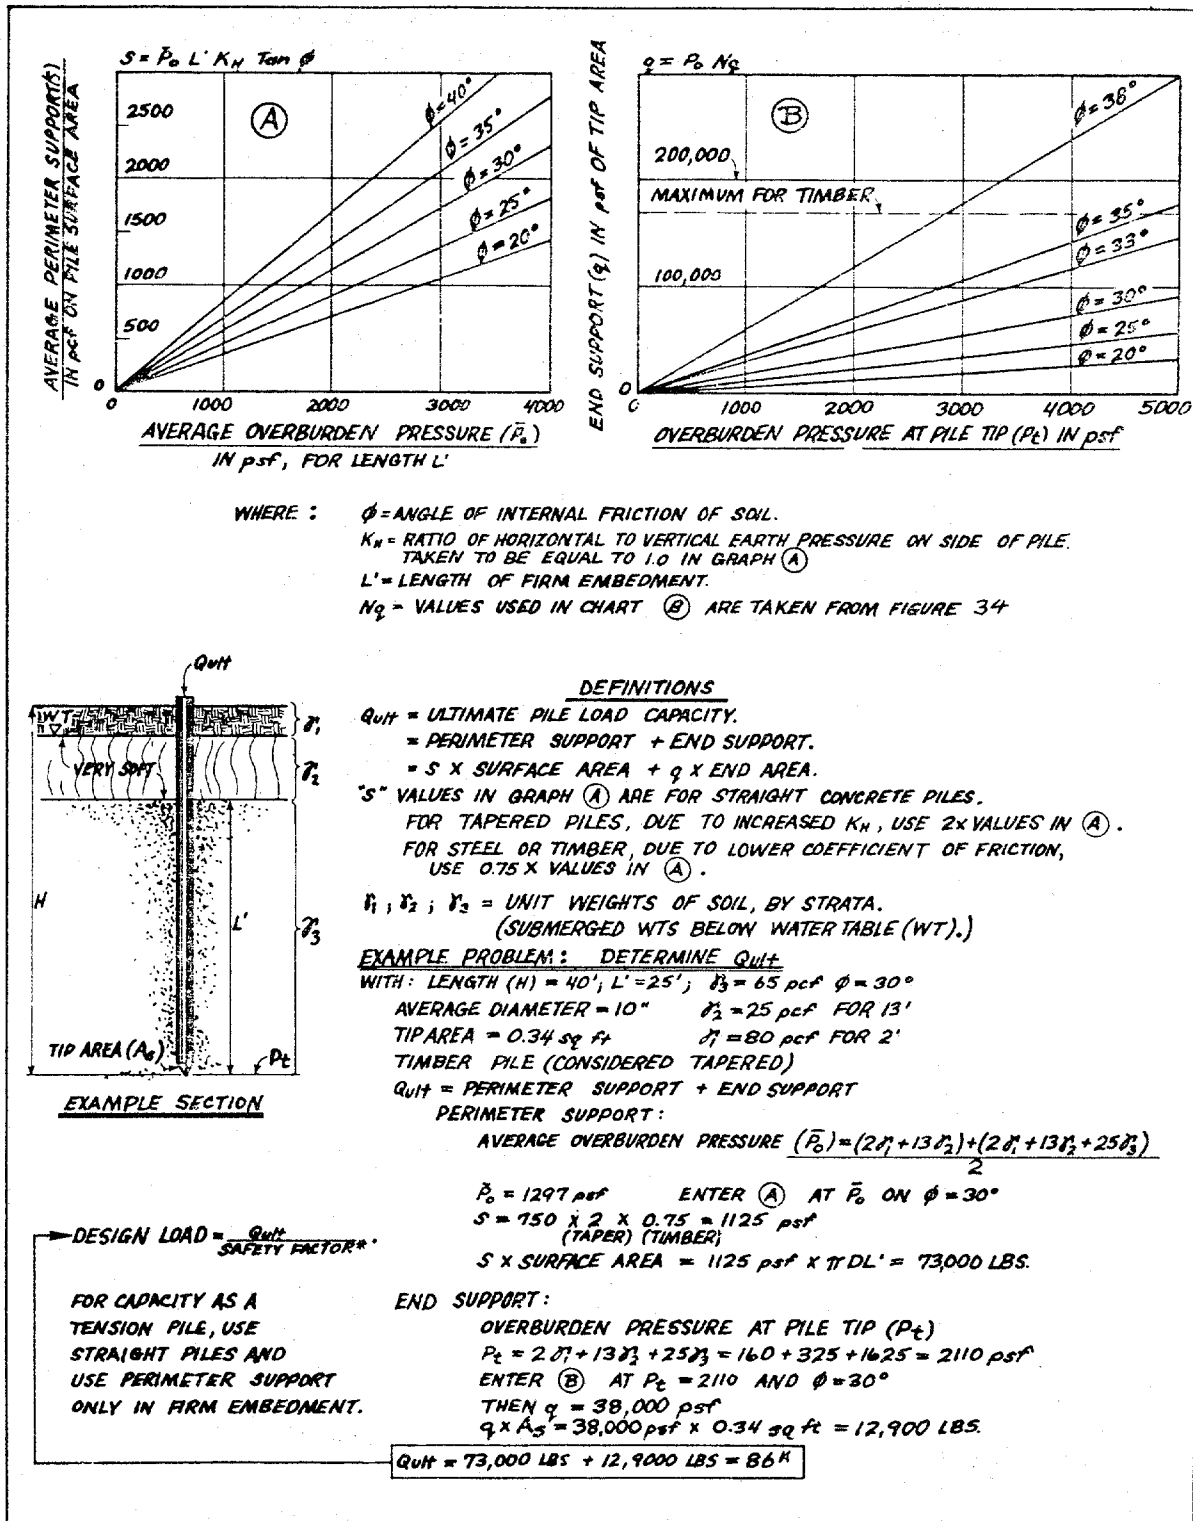 S = P̄o L' KH Tan φ
AVERAGE PERIMETER SUPPORT(S)
IN pcf ON PILE SURFACE AREA
2500
2000
1500
1000
500
0
A
φ=40°
φ=35°
φ=30°
φ=25°
φ=20°
0 1000 2000 3000 4000
AVERAGE OVERBURDEN PRESSURE (P̄o)
IN psf, FOR LENGTH L'
q = Po Nq
END SUPPORT (q) IN psf OF TIP AREA
B
200,000
MAXIMUM FOR TIMBER
100,000
0
φ=38°
φ=35°
φ=33°
φ=30°
φ=25°
φ=20°
0 1000 2000 3000 4000 5000
OVERBURDEN PRESSURE AT PILE TIP (Pt) IN psf
WHERE : φ = ANGLE OF INTERNAL FRICTION OF SOIL.
KH = RATIO OF HORIZONTAL TO VERTICAL EARTH PRESSURE ON SIDE OF PILE.
TAKEN TO BE EQUAL TO 1.0 IN GRAPH A
L' = LENGTH OF FIRM EMBEDMENT.
Nq = VALUES USED IN CHART B ARE TAKEN FROM FIGURE 34
Qult
WT
γ1
VERY SOFT
γ2
H
L'
γ3
TIP AREA (As)
Pt
EXAMPLE SECTION
DEFINITIONS
Qult = ULTIMATE PILE LOAD CAPACITY.
= PERIMETER SUPPORT + END SUPPORT.
= S X SURFACE AREA + q X END AREA.
"S" VALUES IN GRAPH A ARE FOR STRAIGHT CONCRETE PILES.
FOR TAPERED PILES, DUE TO INCREASED KH, USE 2x VALUES IN A.
FOR STEEL OR TIMBER, DUE TO LOWER COEFFICIENT OF FRICTION,
USE 0.75 X VALUES IN A.
γ1 ; γ2 ; γ3 = UNIT WEIGHTS OF SOIL, BY STRATA.
(SUBMERGED WTS BELOW WATER TABLE (WT).)
EXAMPLE PROBLEM: DETERMINE Qult
WITH: LENGTH (H) = 40'; L' = 25'; γ3 = 65 pcf φ = 30°
AVERAGE DIAMETER = 10" γ2 = 25 pcf FOR 13'
TIP AREA = 0.34 sq ft γ1 = 80 pcf FOR 2'
TIMBER PILE (CONSIDERED TAPERED)
Qult = PERIMETER SUPPORT + END SUPPORT
PERIMETER SUPPORT:
AVERAGE OVERBURDEN PRESSURE (P̄o) = (2γ1 + 13γ2) + (2γ1 + 13γ2 + 25γ3)
2
P̄o = 1297 psf ENTER A AT P̄o ON φ = 30°
S = 750 x 2 x 0.75 = 1125 psf
(TAPER) (TIMBER)
S X SURFACE AREA = 1125 psf x π DL' = 73,000 LBS.
DESIGN LOAD = Qult
SAFETY FACTOR*.
FOR CAPACITY AS A
TENSION PILE, USE
STRAIGHT PILES AND
USE PERIMETER SUPPORT
ONLY IN FIRM EMBEDMENT.
END SUPPORT:
OVERBURDEN PRESSURE AT PILE TIP (Pt)
Pt = 2γ1 + 13γ2 + 25γ3 = 160 + 325 + 1625 = 2110 psf
ENTER B AT Pt = 2110 AND φ = 30°
THEN q = 38,000 psf
q x As = 38,000 psf x 0.34 sq ft = 12,900 LBS.
Qult = 73,000 LBS + 12,9000 LBS = 86K